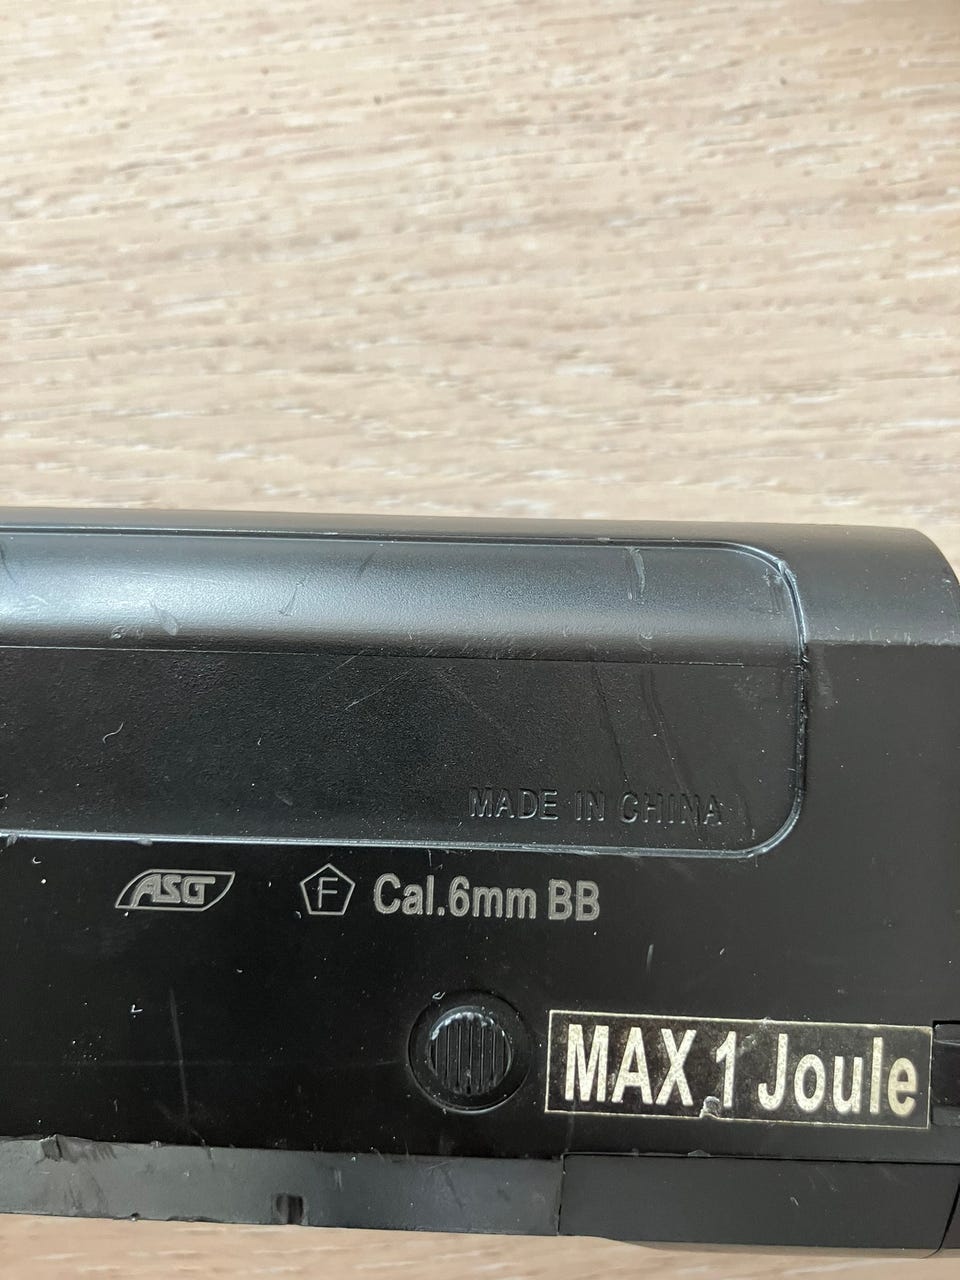 MADE IN CHINA
ASG F Cal.6mm BB
MAX 1 Joule